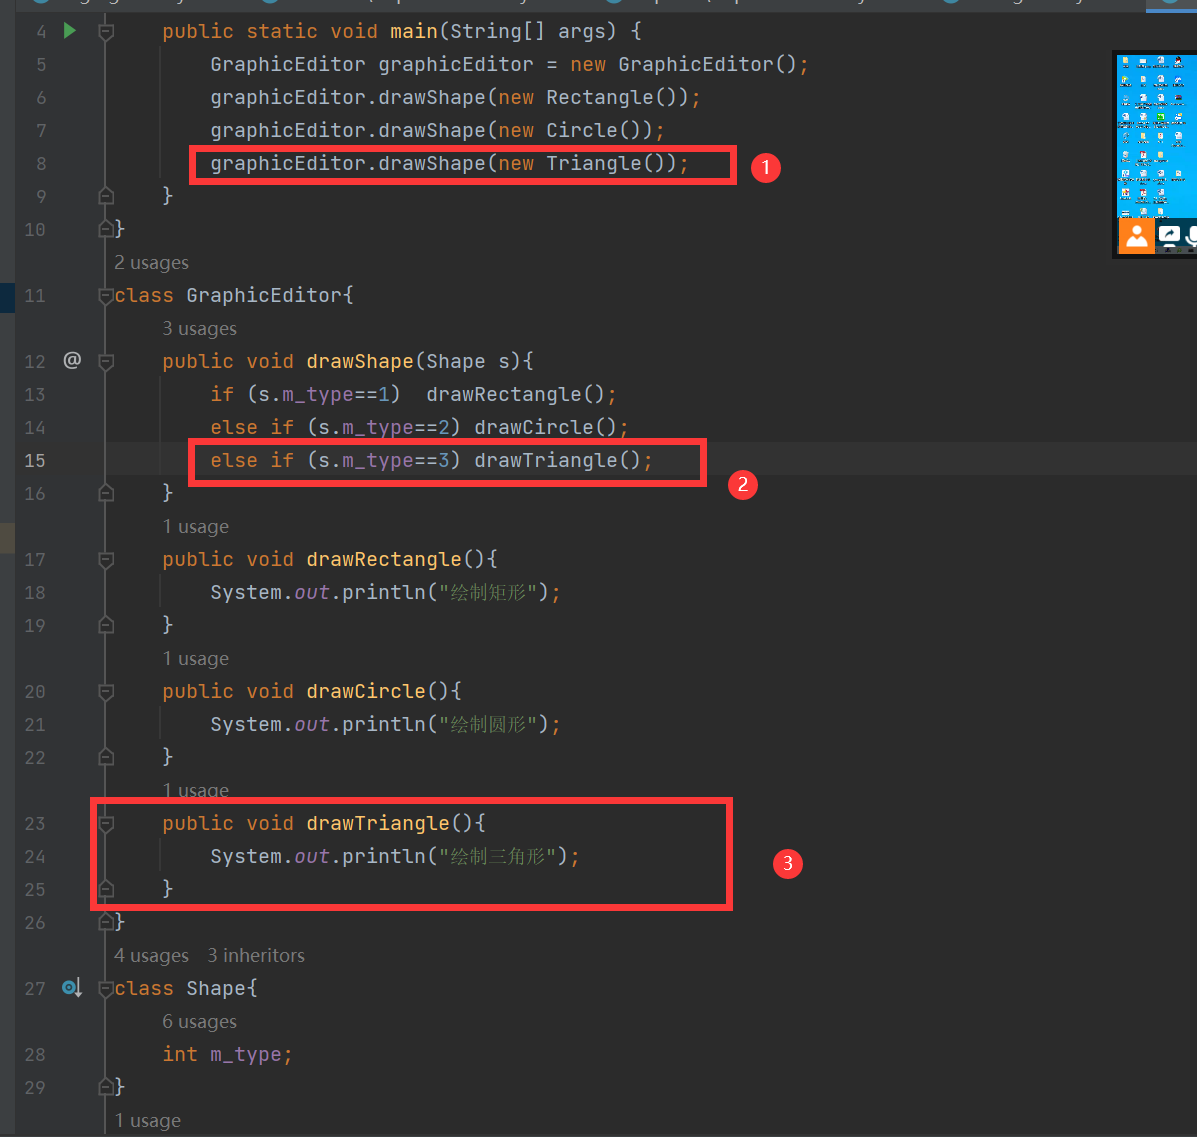 4 public static void main(String[] args) {
5 GraphicEditor graphicEditor = new GraphicEditor();
6 graphicEditor.drawShape(new Rectangle());
7 graphicEditor.drawShape(new Circle());
8 graphicEditor.drawShape(new Triangle()); 1
9 }
10 }
2 usages
11 class GraphicEditor{
3 usages
12 @ public void drawShape(Shape s){
13 if (s.m_type==1)  drawRectangle();
14 else if (s.m_type==2) drawCircle();
15 else if (s.m_type==3) drawTriangle();
2
16 }
1 usage
17 public void drawRectangle(){
18 System.out.println("绘制矩形");
19 }
1 usage
20 public void drawCircle(){
21 System.out.println("绘制圆形");
22 }
1 usage
23 public void drawTriangle(){
24 System.out.println("绘制三角形"); 3
25 }
26 }
4 usages 3 inheritors
27 class Shape{
6 usages
28 int m_type;
29 }
1 usage